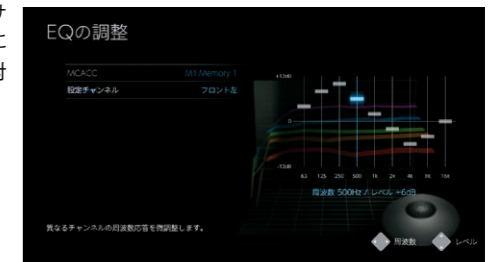 サ
に
対
EQの調整
MCACC M1.Memory 1
設定チャンネル フロント左
+12dB
0
-12dB
63 125 250 500 1k 2k 4k 8k 16k
周波数 500Hz / レベル +6dB
異なるチャンネルの周波数応答を微調整します。
周波数 レベル